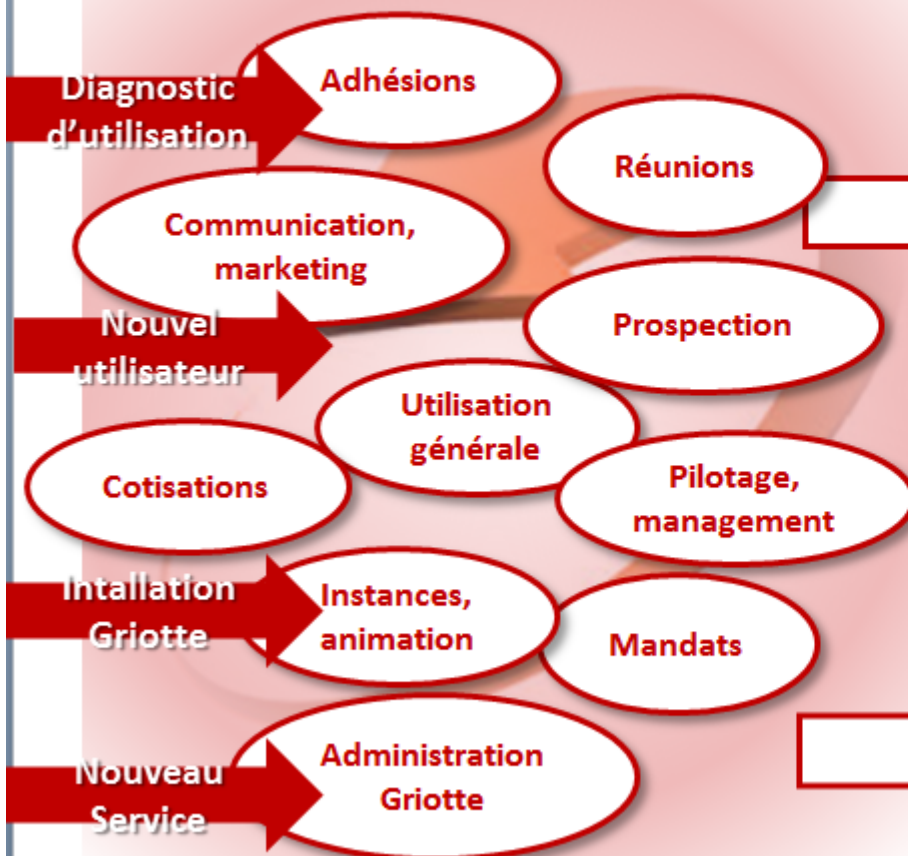 Adhésions
Diagnostic
d'utilisation
Réunions
Communication,
marketing
Nouvel
utilisateur
Prospection
Utilisation
générale
Cotisations
Pilotage,
management
Intallation
Griotte
Instances,
animation
Mandats
Administration
Griotte
Nouveau
Service